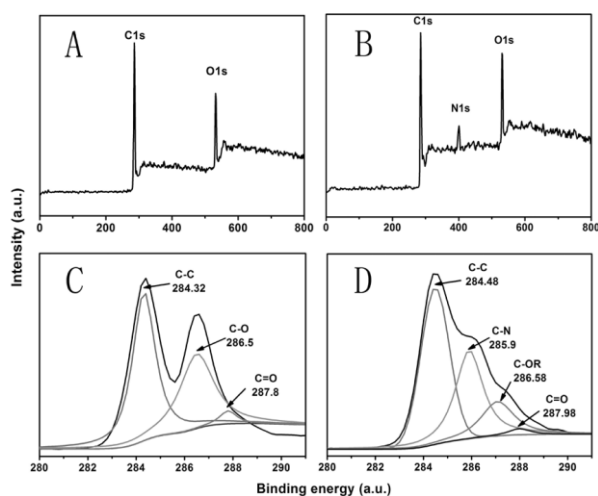 A
C1s
O1s
0 200 400 600 800
B
C1s
N1s
O1s
0 200 400 600 800
Intensity (a.u.)
C
C-C
284.32
C-O
286.5
C=O
287.8
280 282 284 286 288 290
D
C-C
284.48
C-N
285.9
C-OR
286.58
C=O
287.98
280 282 284 286 288 290
Binding energy (a.u.)